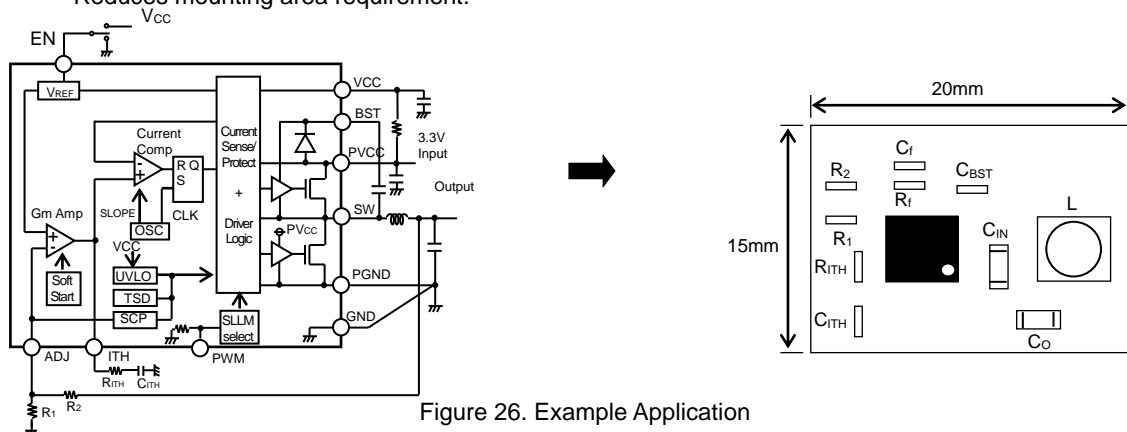 Reduces mounting area requirement.
VCC
EN
VREF
VCC
BST
Current
Comp
Current
Sense/
Protect
+
Driver
Logic
3.3V
Input
PVCC
R Q
S
CLK
Output
Gm Amp
SLOPE
OSC
SW
VCC
PVCC
UVLO
Soft
Start
TSD
SCP
PGND
SLLM
select
GND
ADJ
ITH
PWM
RITH
CITH
R1
R2
20mm
15mm
Cf
R2
CBST
Rf
L
R1
CIN
RITH
CITH
CO
Figure 26. Example Application